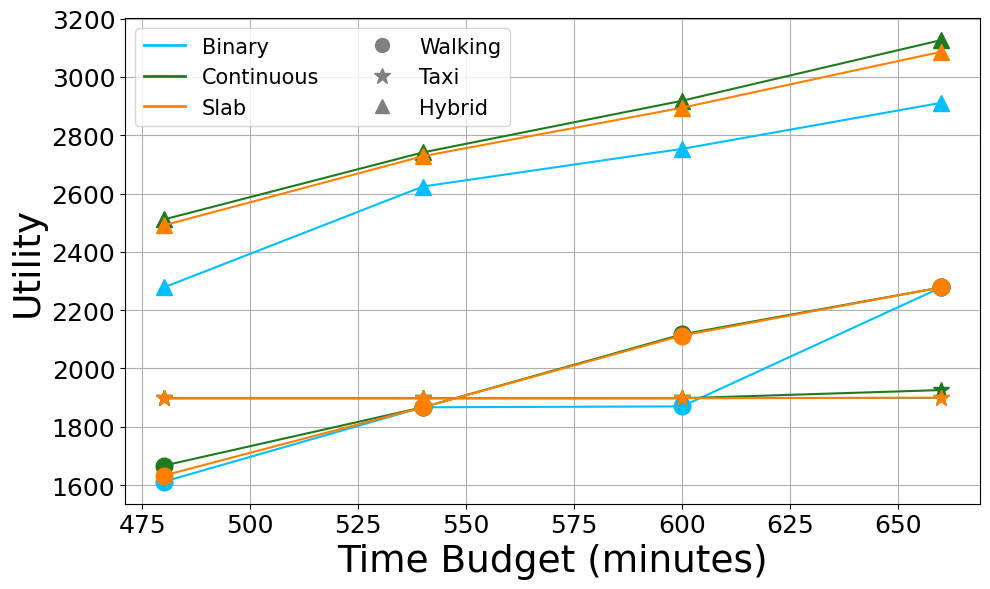 3200
3000
2800
2600
2400
2200
2000
1800
1600
Utility
Binary
Continuous
Slab
Walking
Taxi
Hybrid
475 500 525 550 575 600 625 650
Time Budget (minutes)